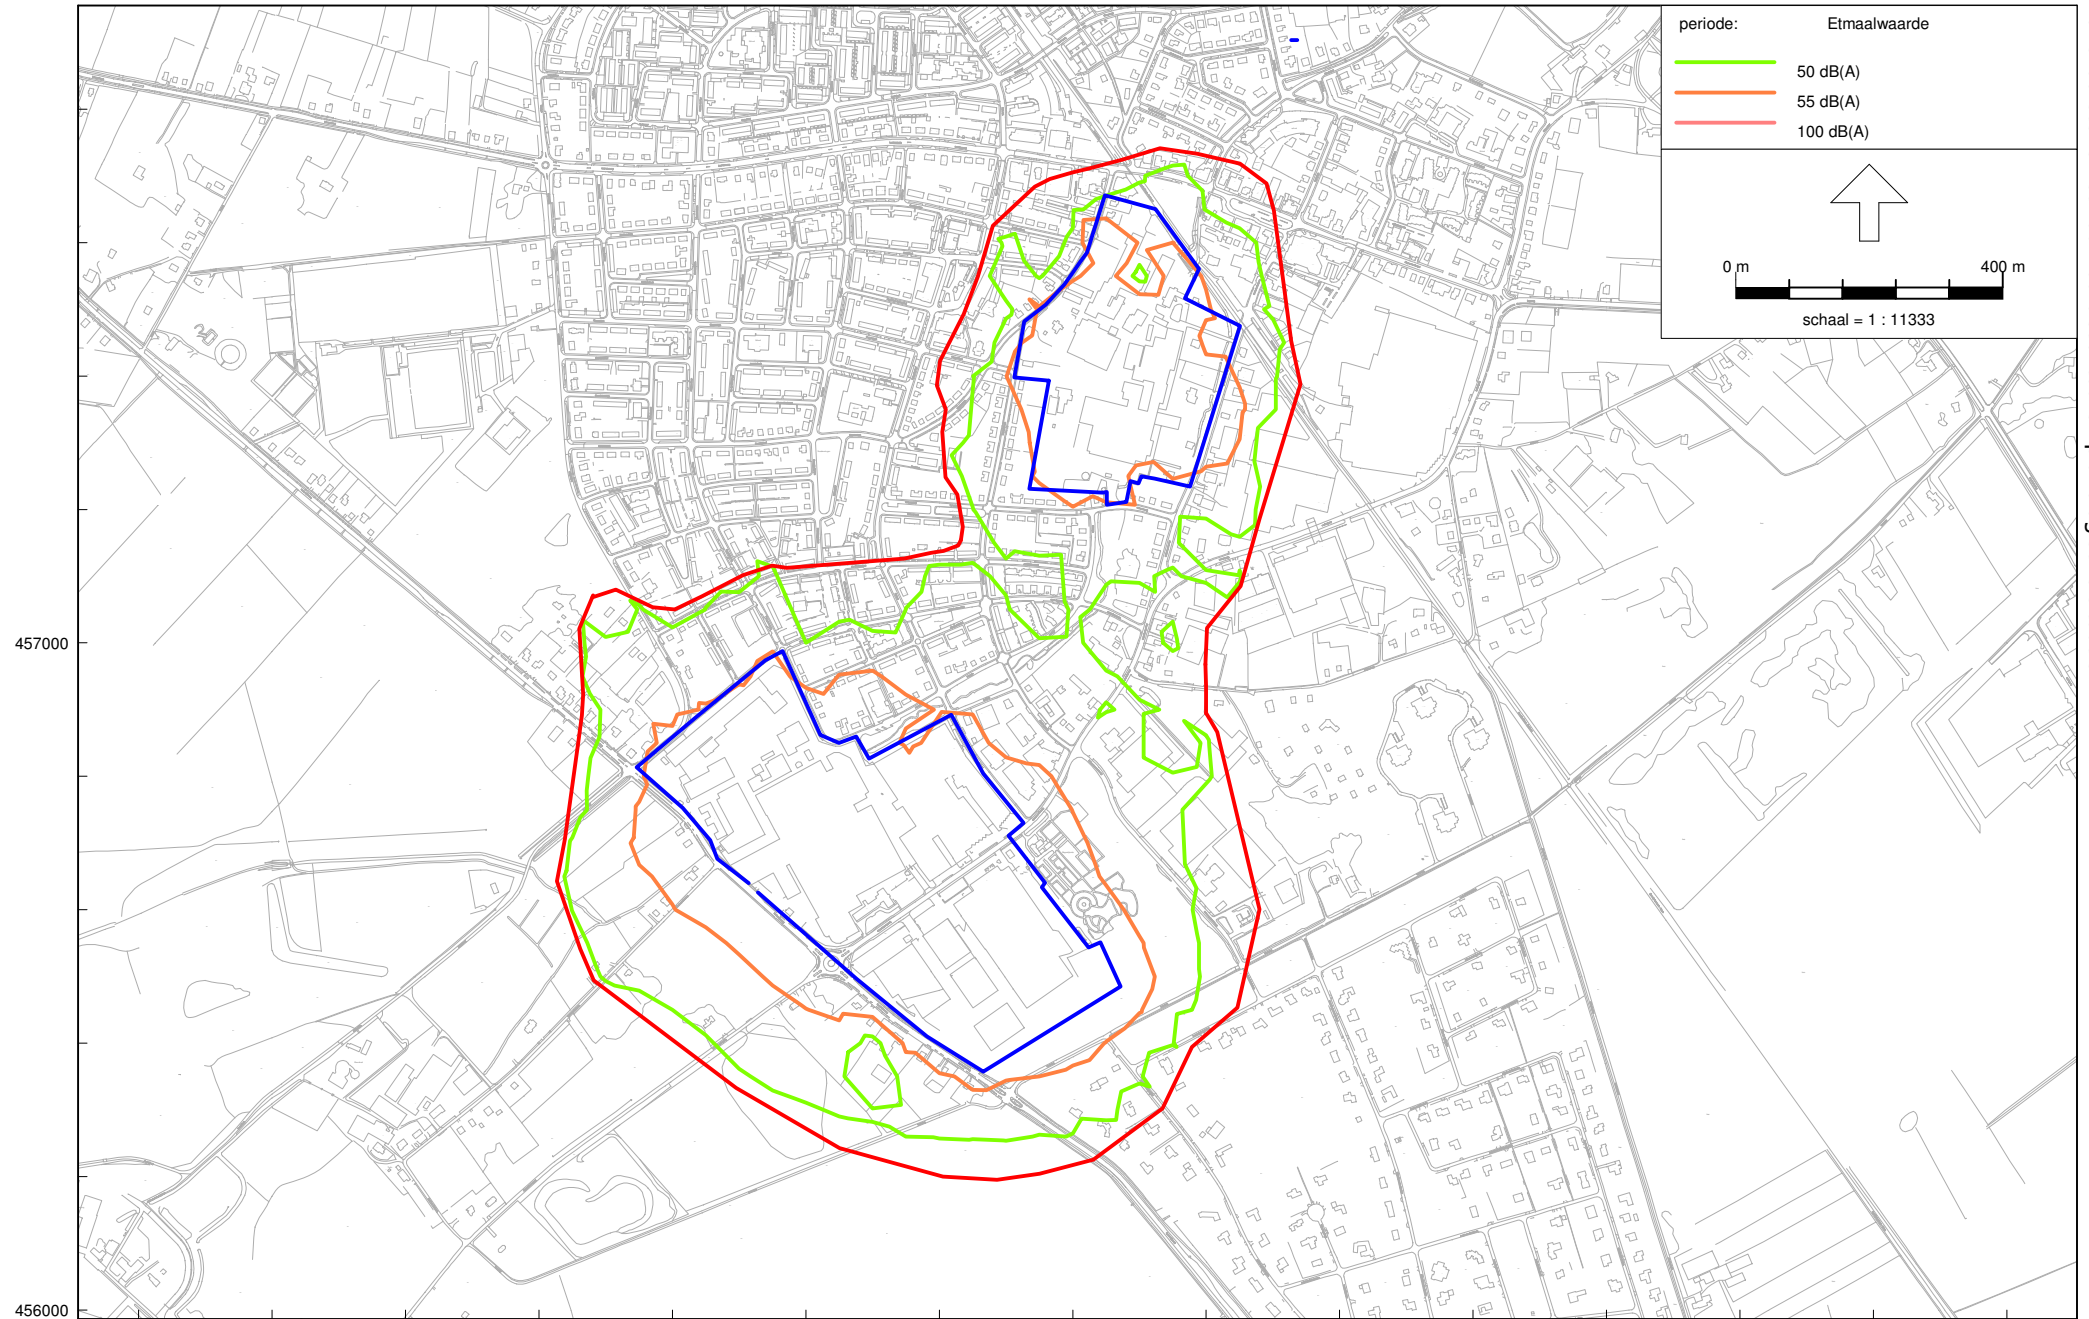 periode: Etmaalwaarde
50 dB(A)
55 dB(A)
100 dB(A)
0 m 400 m
schaal = 1 : 11333
457000
456000